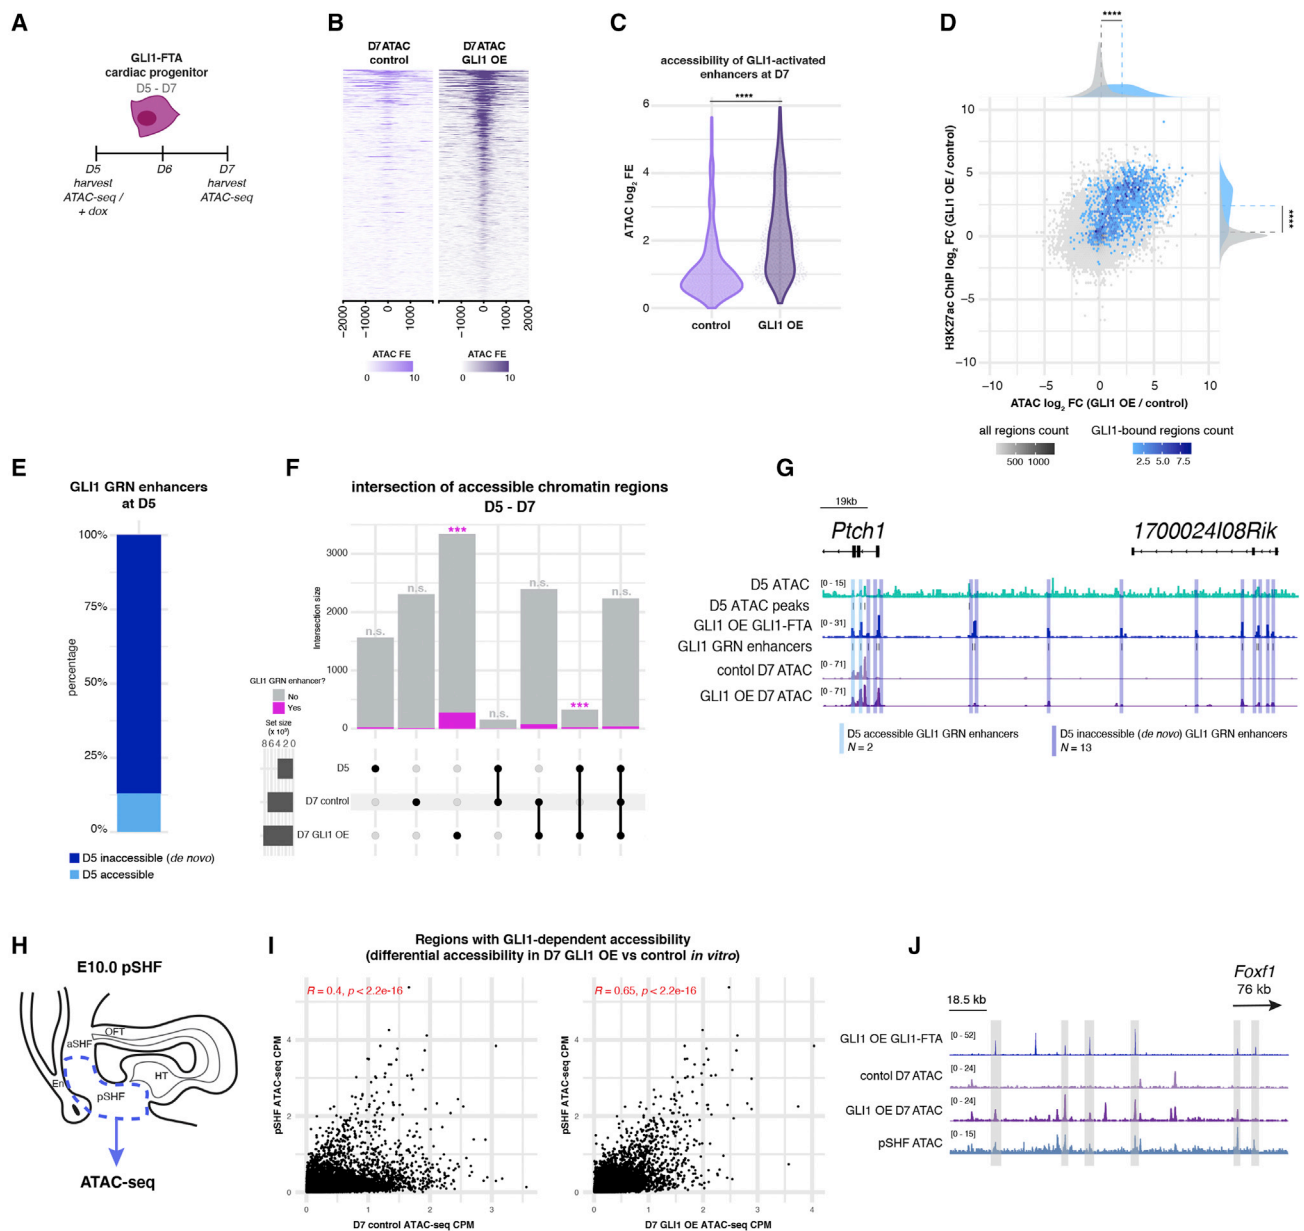 A
GLI1-FTA
cardiac progenitor
D5 - D7
D5
D6
D7
harvest
ATAC-seq /
+ dox
harvest
ATAC-seq
B
D7 ATAC
control
D7 ATAC
GLI1 OE
-2000
-1000
0
1000
-1000
0
1000
2000
ATAC FE
0
10
ATAC FE
0
10
C
accessibility of GLI1-activated
enhancers at D7
****
6
4
2
0
ATAC log2 FE
control
GLI1 OE
D
****
****
10
5
0
-5
-10
H3K27ac ChIP log2 FC (GLI1 OE / control)
-10
-5
0
5
10
ATAC log2 FC (GLI1 OE / control)
all regions count
500 1000
GLI1-bound regions count
2.5 5.0 7.5
E
GLI1 GRN enhancers
at D5
100%
75%
50%
25%
0%
percentage
D5 inaccessible (de novo)
D5 accessible
F
intersection of accessible chromatin regions
D5 - D7
3000
2000
1000
0
Intersection size
n.s.
n.s.
***
n.s.
n.s.
***
n.s.
GLI1 GRN enhancer?
No
Yes
Set size
(x 10³)
8 6 4 2 0
D5
D7 control
D7 GLI1 OE
G
19kb
Ptch1
1700024I08Rik
D5 ATAC
[0 - 15]
D5 ATAC peaks
GLI1 OE GLI1-FTA
[0 - 31]
GLI1 GRN enhancers
contol D7 ATAC
[0 - 71]
GLI1 OE D7 ATAC
[0 - 71]
D5 accessible GLI1 GRN enhancers
N = 2
D5 inaccessible (de novo) GLI1 GRN enhancers
N = 13
H
E10.0 pSHF
OFT
aSHF
En
HT
pSHF
ATAC-seq
I
Regions with GLI1-dependent accessibility
(differential accessibility in D7 GLI1 OE vs control in vitro)
R = 0.4, p < 2.2e-16
4
2
0
pSHF ATAC-seq CPM
0
1
2
3
D7 control ATAC-seq CPM
R = 0.65, p < 2.2e-16
4
2
0
pSHF ATAC-seq CPM
0
1
2
3
4
D7 GLI1 OE ATAC-seq CPM
J
18.5 kb
Foxf1
76 kb
GLI1 OE GLI1-FTA
[0 - 52]
contol D7 ATAC
[0 - 24]
GLI1 OE D7 ATAC
[0 - 24]
pSHF ATAC
[0 - 15]